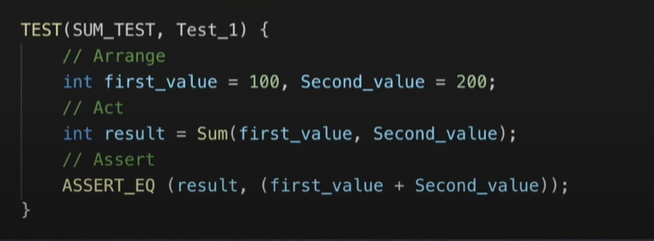 TEST(SUM_TEST, Test_1) {
// Arrange
int first_value = 100, Second_value = 200;
// Act
int result = Sum(first_value, Second_value);
// Assert
ASSERT_EQ (result, (first_value + Second_value));
}